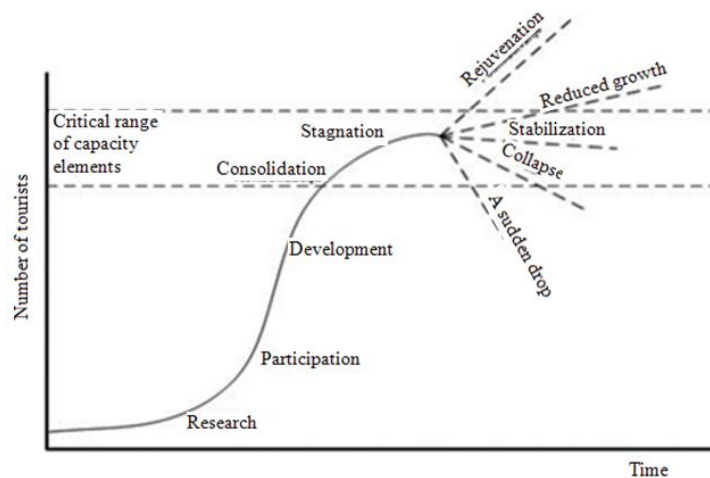 Rejuvenation
Reduced growth
Critical range
of capacity
elements
Stagnation
Stabilization
Consolidation
Collapse
A sudden drop
Development
Number of tourists
Participation
Research
Time